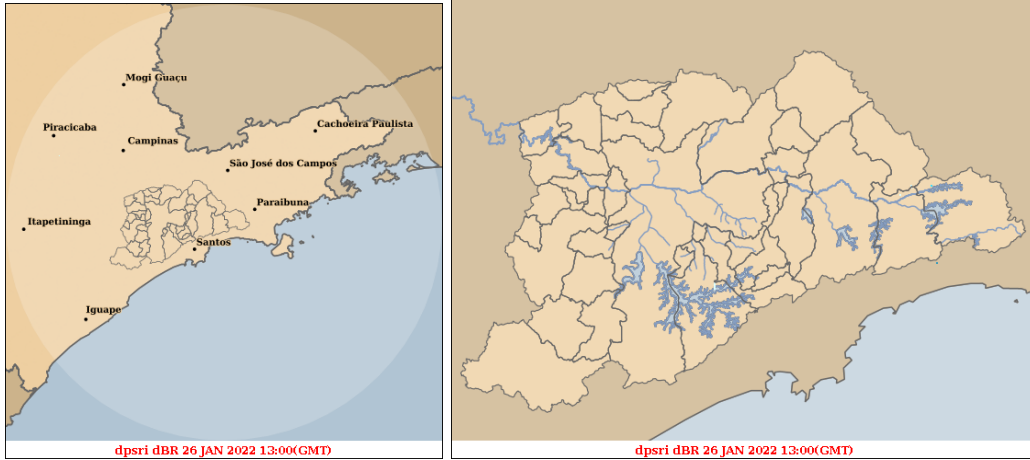 Mogi Guaçu
Piracicaba
Campinas
Cachoeira Paulista
São José dos Campos
Itapetininga
Paraibuna
Santos
Iguape
dpsri dBR 26 JAN 2022 13:00(GMT)
dpsri dBR 26 JAN 2022 13:00(GMT)